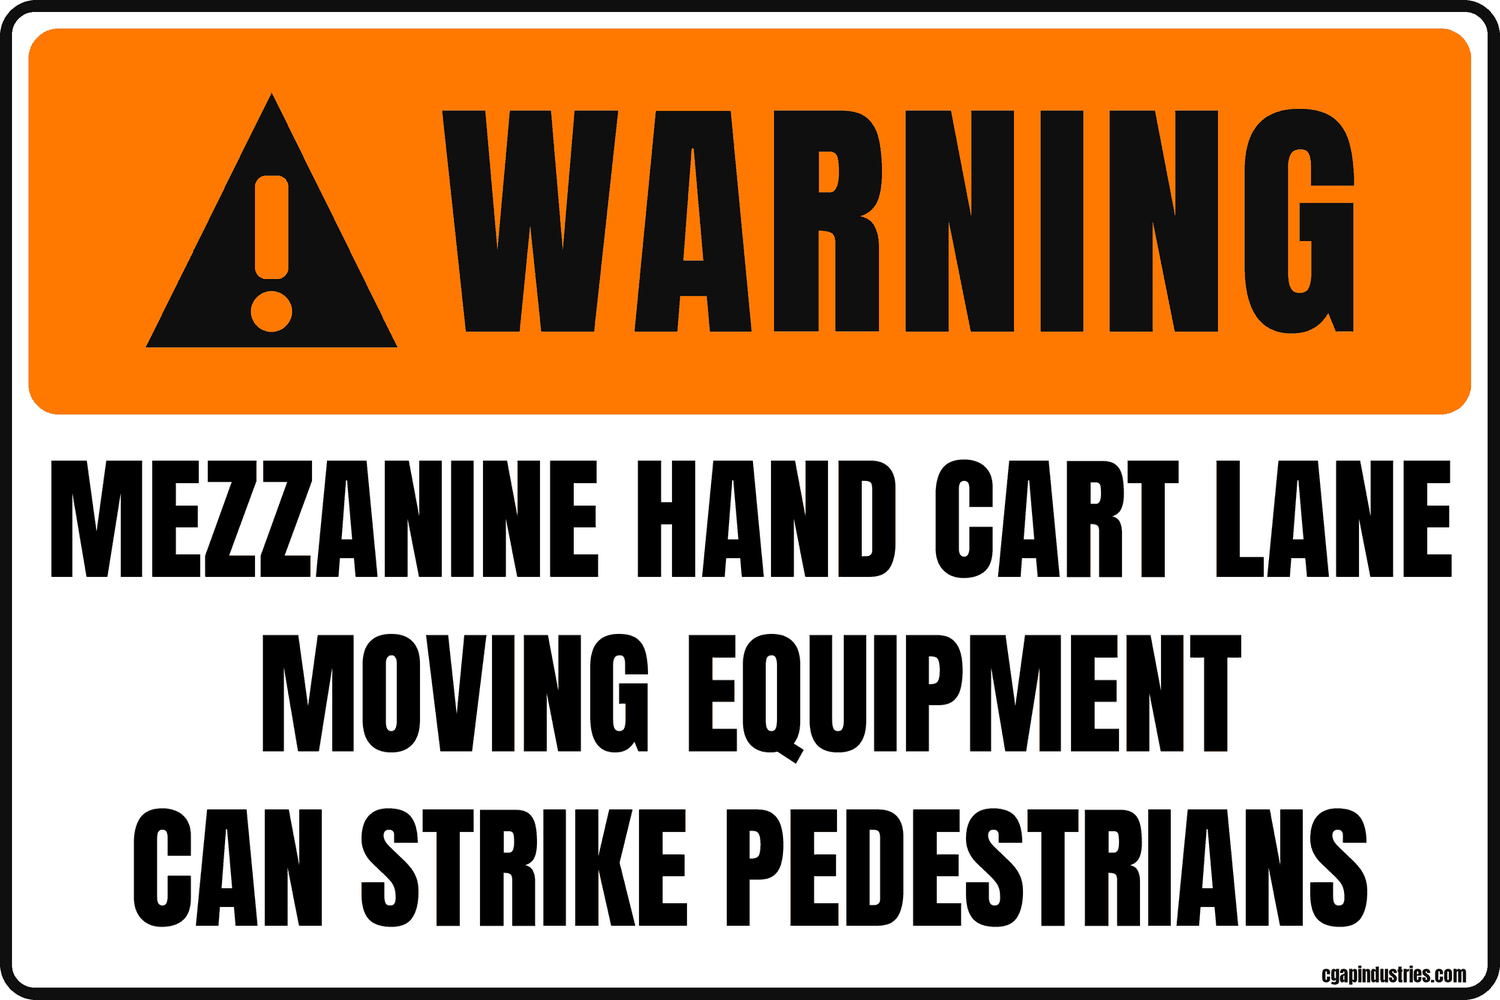 WARNING
MEZZANINE HAND CART LANE
MOVING EQUIPMENT
CAN STRIKE PEDESTRIANS
cgapindustries.com